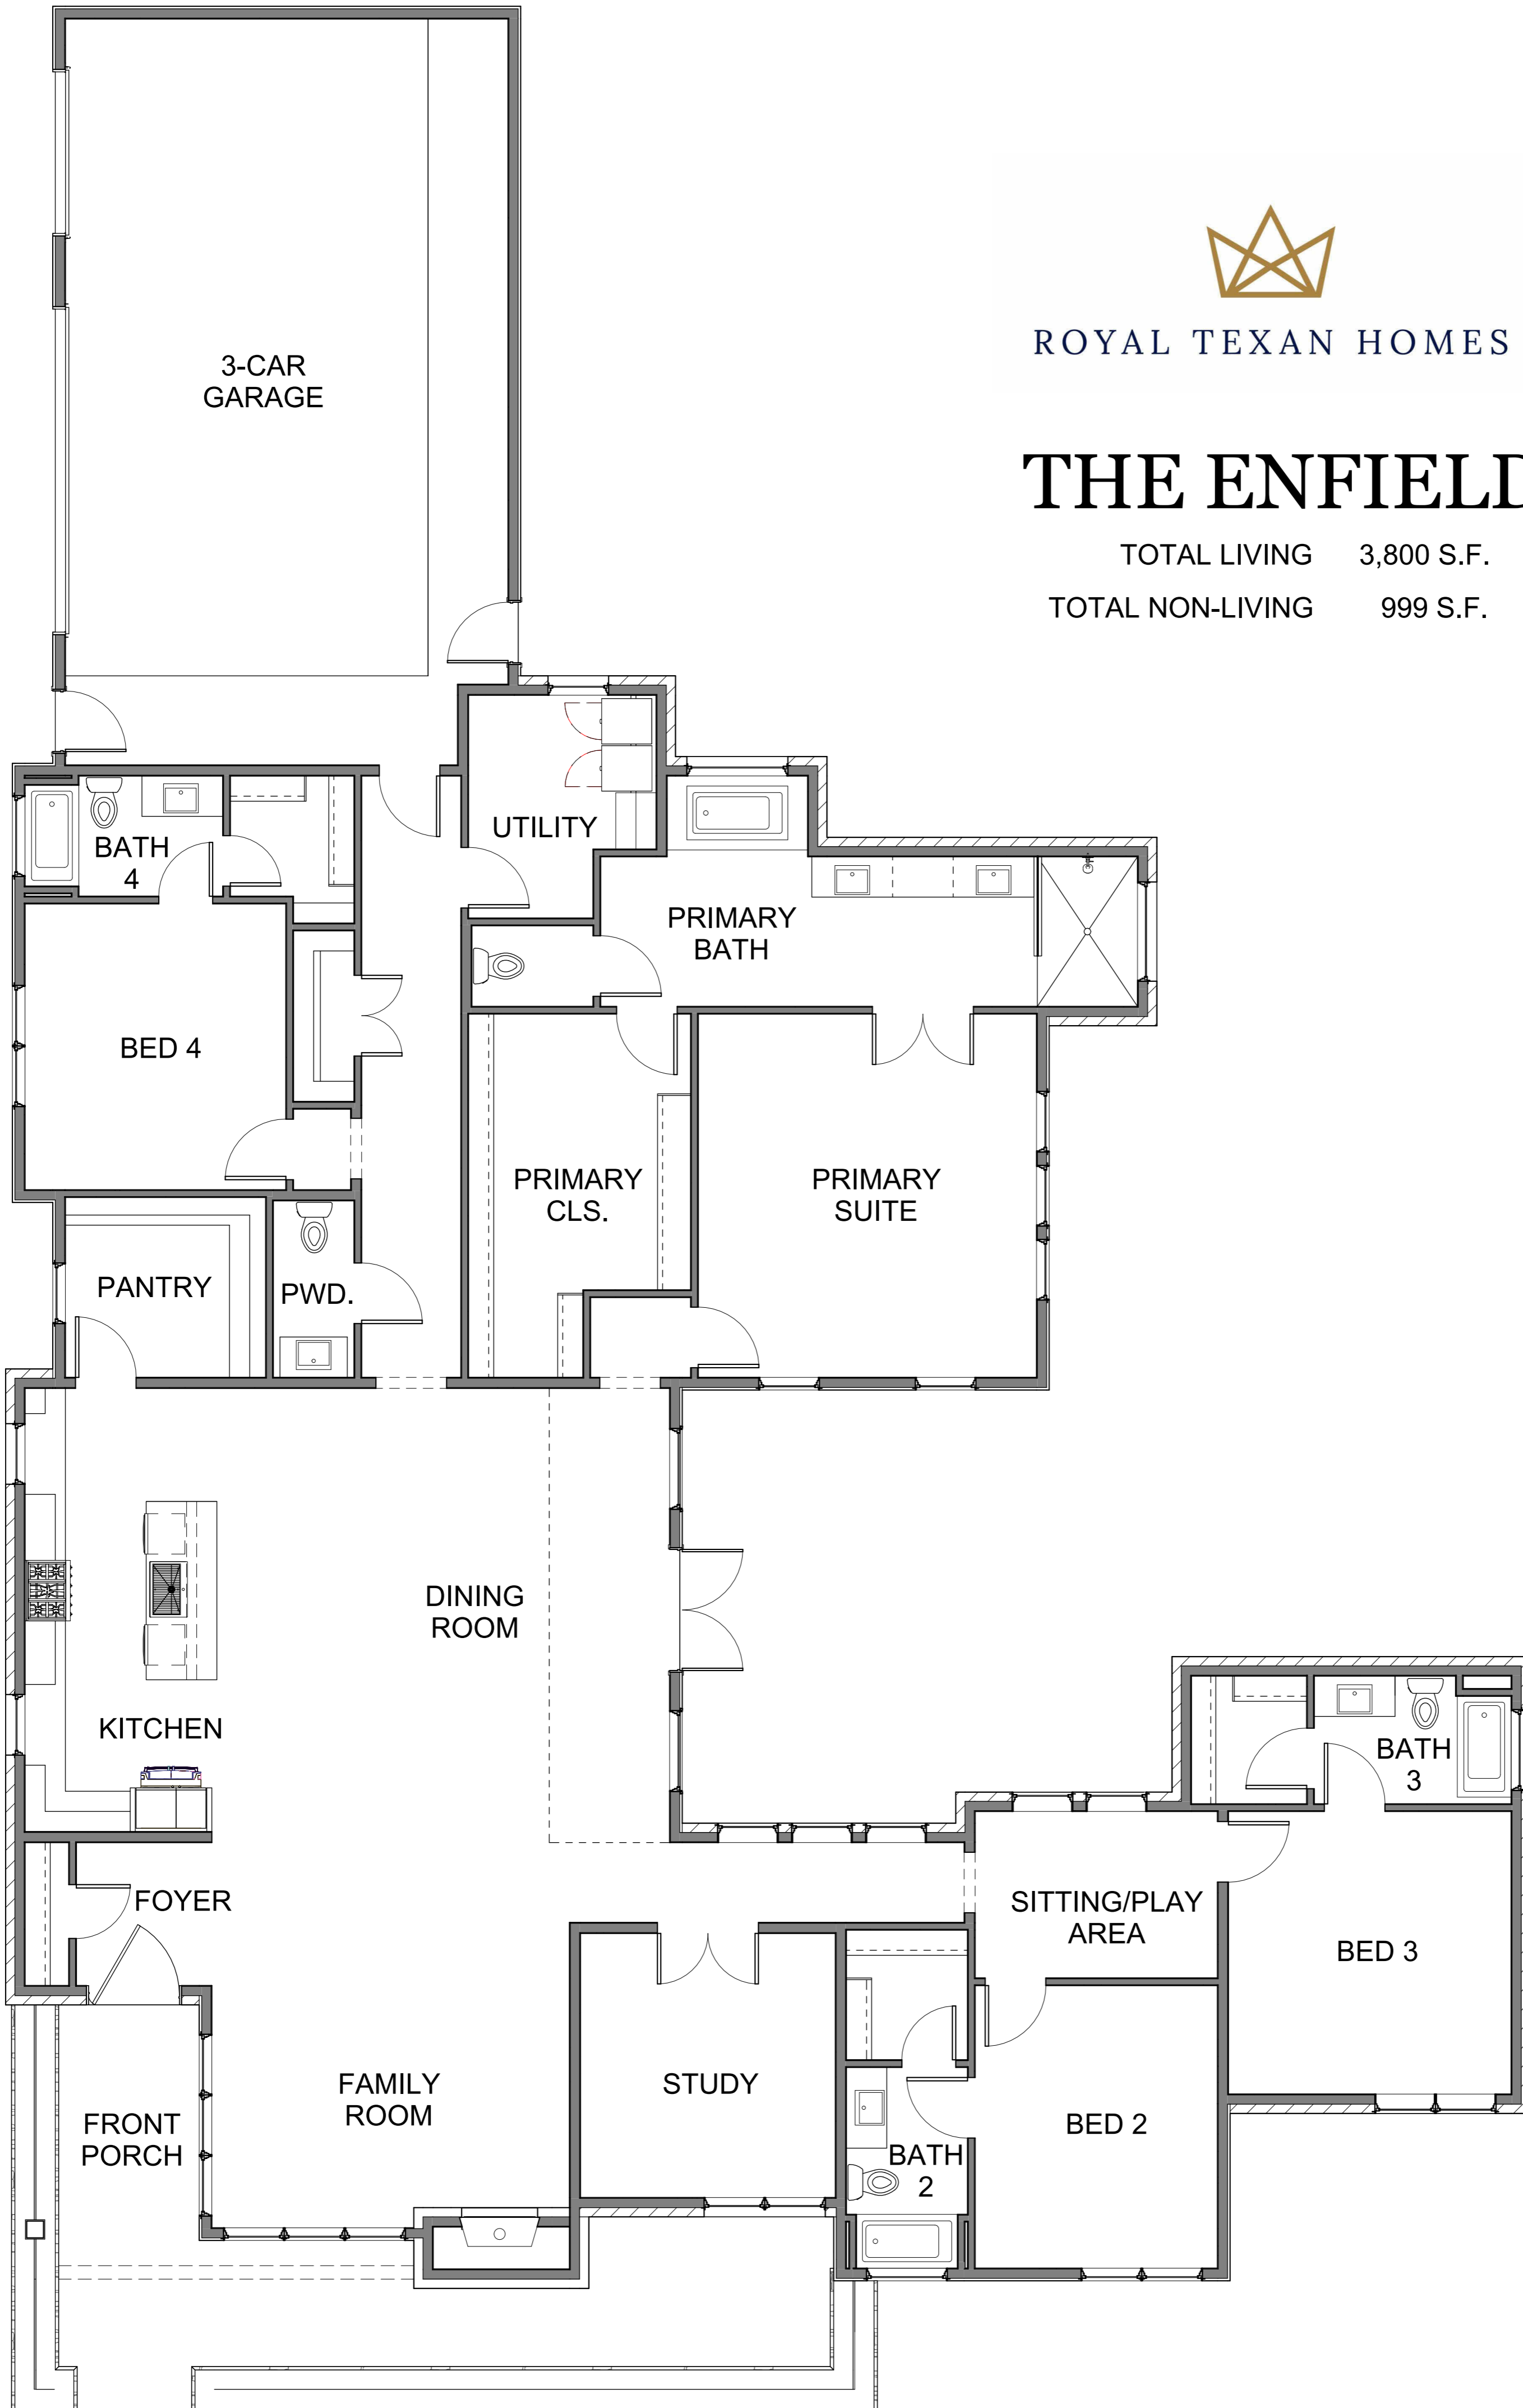 ROYAL TEXAN HOMES
THE ENFIELD
TOTAL LIVING 3,800 S.F.
TOTAL NON-LIVING 999 S.F.
3-CAR
GARAGE
UTILITY
BATH
4
PRIMARY
BATH
BED 4
PRIMARY
CLS.
PRIMARY
SUITE
PANTRY
PWD.
DINING
ROOM
KITCHEN
BATH
3
FOYER
SITTING/PLAY
AREA
BED 3
FAMILY
ROOM
STUDY
FRONT
PORCH
BED 2
BATH
2